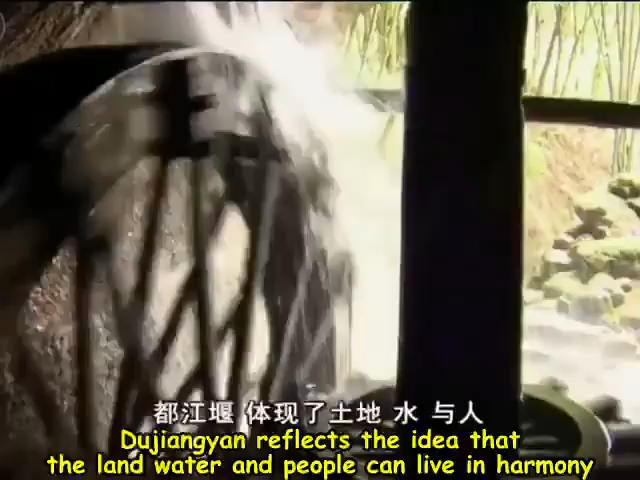 都江堰 体现了土地 水 与人
Dujiangyan reflects the idea that
the land water and people can live in harmony